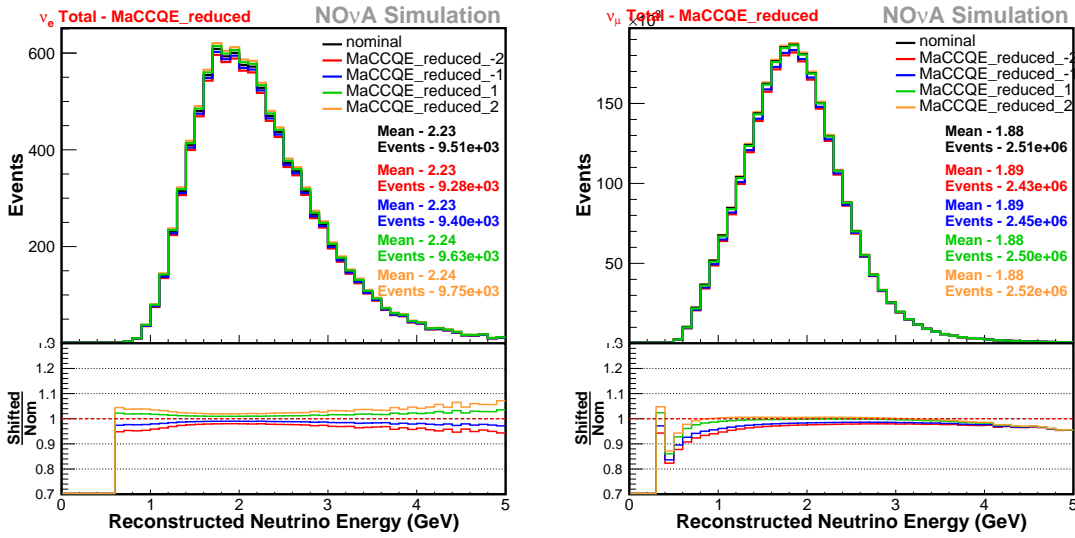 νe Total - MaCCQE_reduced
NOνA Simulation
nominal
MaCCQE_reduced_-2
MaCCQE_reduced_-1
MaCCQE_reduced_1
MaCCQE_reduced_2
Mean - 2.23
Events - 9.51e+03
Mean - 2.23
Events - 9.28e+03
Mean - 2.23
Events - 9.40e+03
Mean - 2.24
Events - 9.63e+03
Mean - 2.24
Events - 9.75e+03
Events
600
400
200
1.2
1.1
1
0.9
0.8
0.7
Shifted
Nom
0 1 2 3 4 5
Reconstructed Neutrino Energy (GeV)
νμ Total - MaCCQE_reduced
NOνA Simulation
nominal
MaCCQE_reduced_-2
MaCCQE_reduced_-1
MaCCQE_reduced_1
MaCCQE_reduced_2
Mean - 1.88
Events - 2.51e+06
Mean - 1.89
Events - 2.43e+06
Mean - 1.89
Events - 2.45e+06
Mean - 1.88
Events - 2.50e+06
Mean - 1.88
Events - 2.52e+06
Events
150
100
50
1.2
1.1
1
0.9
0.8
0.7
Shifted
Nom
0 1 2 3 4 5
Reconstructed Neutrino Energy (GeV)